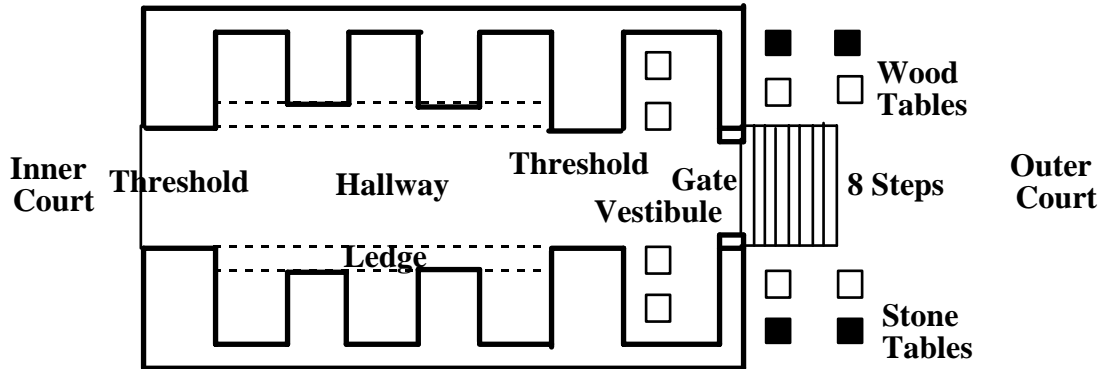 Wood
Tables
Inner
Court
Threshold
Hallway
Threshold
Gate
Vestibule
8 Steps
Outer
Court
Ledge
Stone
Tables